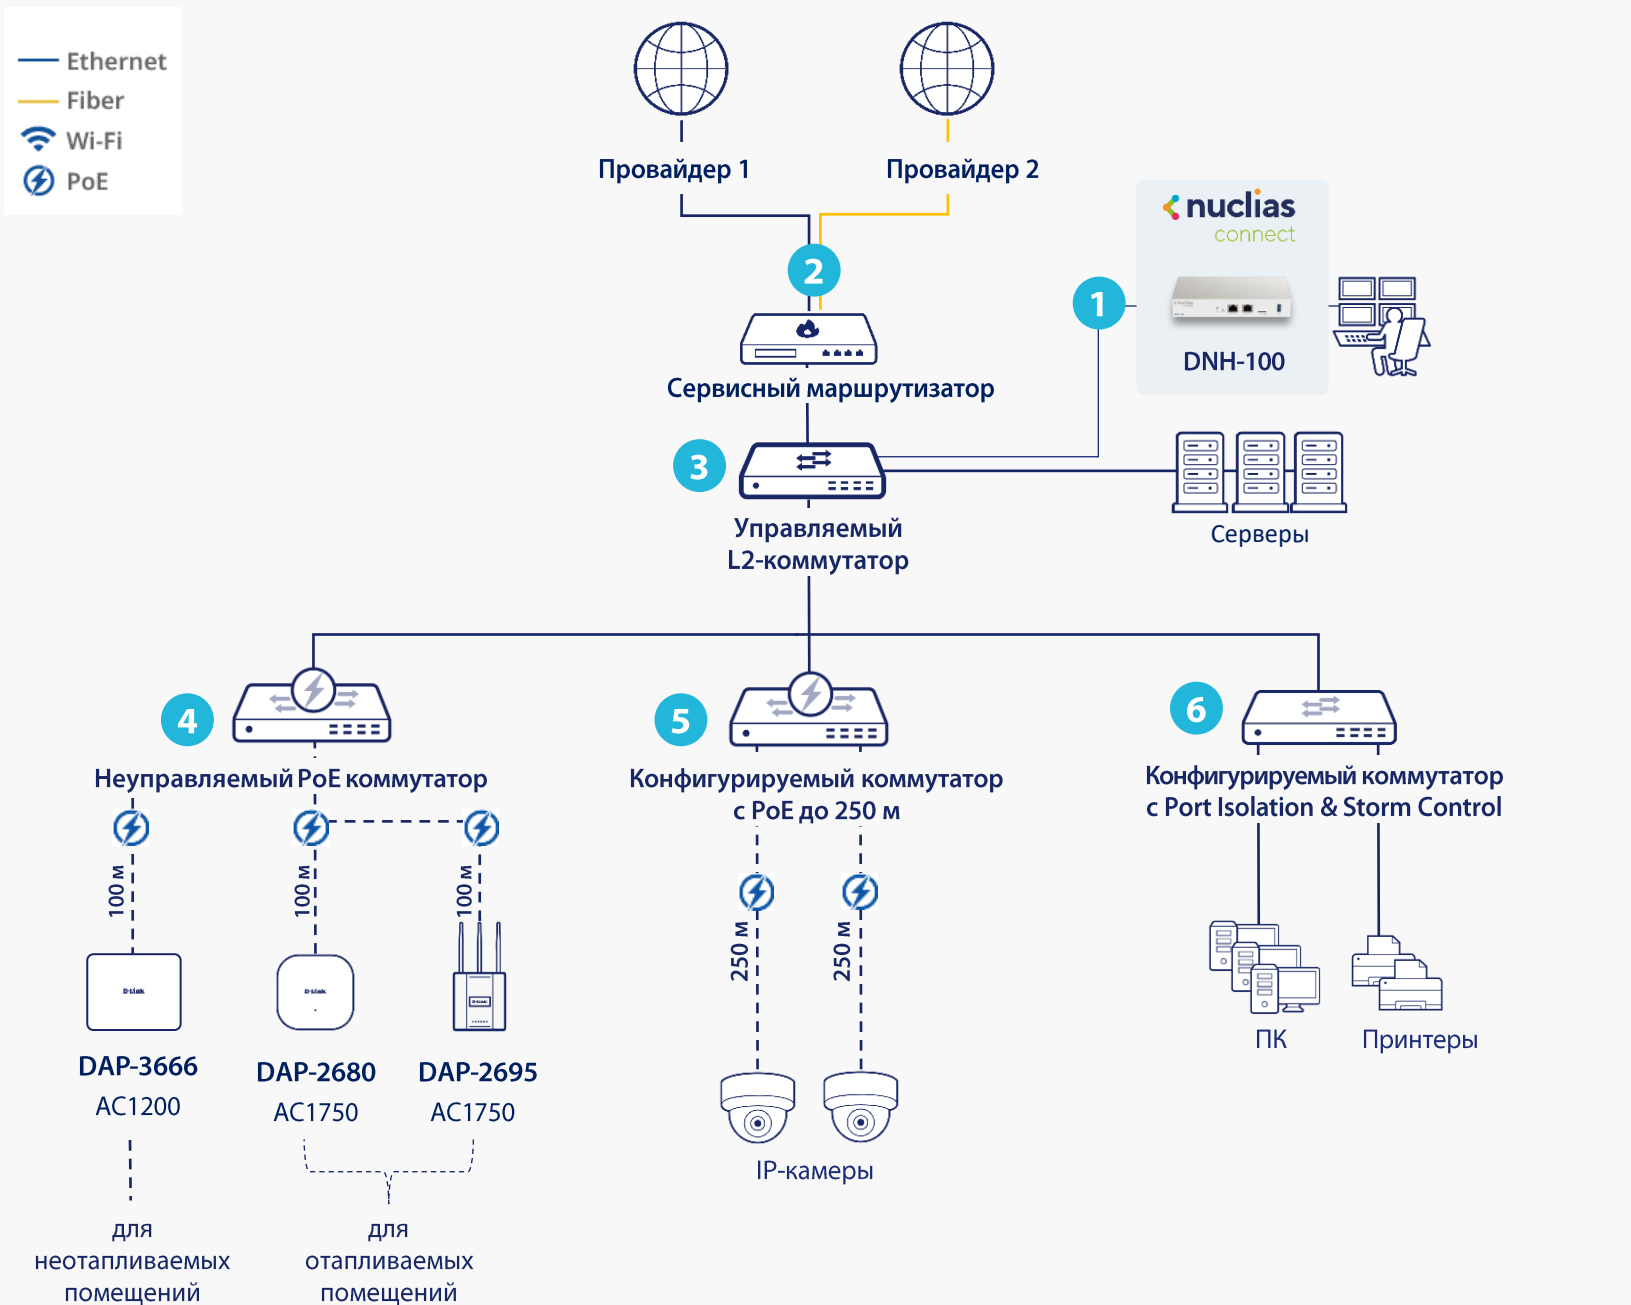 Ethernet
Fiber
Wi-Fi
PoE
Провайдер 1
Провайдер 2
nuclias
connect
2
1
DNH-100
Сервисный маршрутизатор
3
Серверы
Управляемый
L2-коммутатор
4
5
6
Неуправляемый PoE коммутатор
Конфигурируемый коммутатор
с PoE до 250 м
Конфигурируемый коммутатор
с Port Isolation & Storm Control
100 м
100 м
100 м
250 м
250 м
D-Link
D-Link
D-Link
ПК
Принтеры
DAP-3666
AC1200
DAP-2680
AC1750
DAP-2695
AC1750
IP-камеры
для
неотапливаемых
помещений
для
отапливаемых
помещений